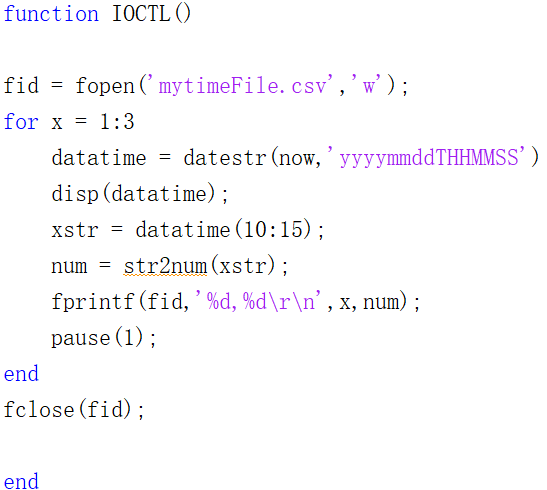 function IOCTL()
fid = fopen('mytimeFile.csv','w');
for x = 1:3
    datatime = datestr(now,'yyyymmddTHHMMSS')
    disp(datatime);
    xstr = datatime(10:15);
    num = str2num(xstr);
    fprintf(fid,'%d,%d\r\n',x,num);
    pause(1);
end
fclose(fid);
end